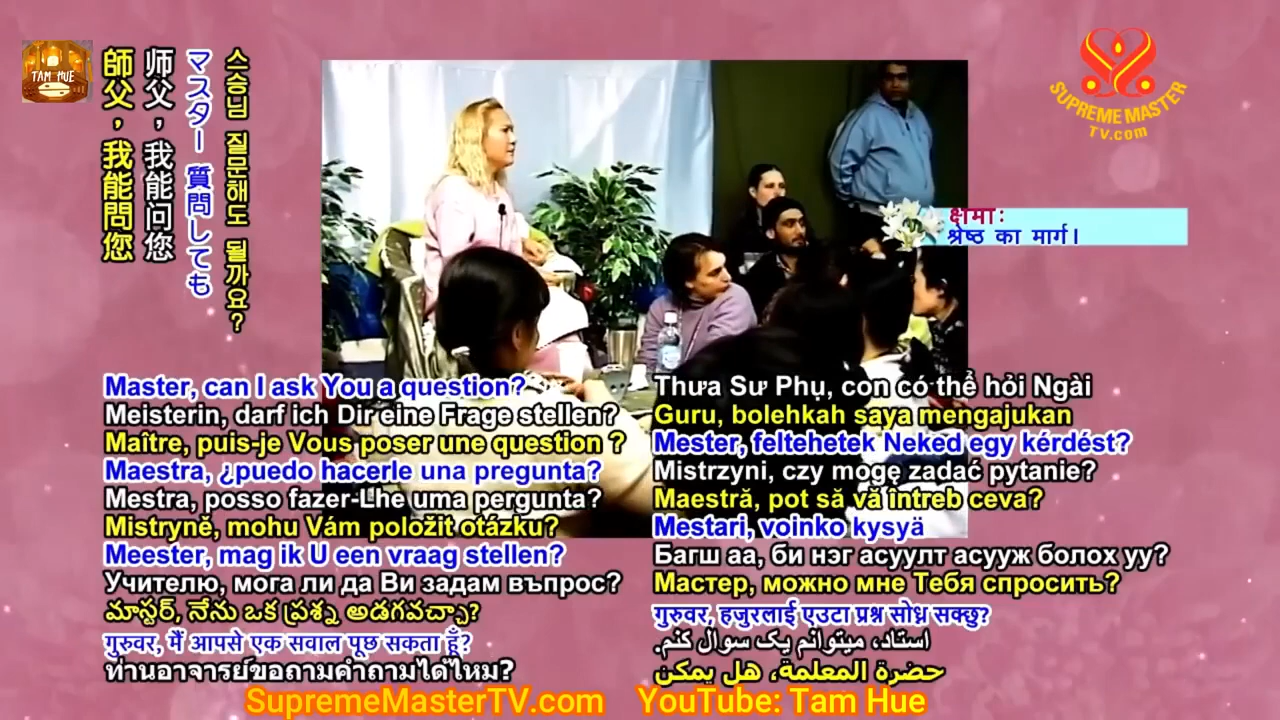 TAM HUE
師父，我能問您
师父，我能问您
マスター 質問しても
스승님 질문해도 될까요?
SUPREME MASTER
TV.com
क्षमा:
श्रेष्ठ का मार्ग।
Master, can I ask You a question?
Meisterin, darf ich Dir eine Frage stellen?
Maître, puis-je Vous poser une question ?
Maestra, ¿puedo hacerle una pregunta?
Mestra, posso fazer-Lhe uma pergunta?
Mistryně, mohu Vám položit otázku?
Meester, mag ik U een vraag stellen?
Учителю, мога ли да Ви задам въпрос?
మాస్టర్, నేను ఒక ప్రశ్న అడగవచ్చా?
गुरुवर, मैं आपसे एक सवाल पूछ सकता हूँ?
ท่านอาจารย์ขอถามคำถามได้ไหม?
Thưa Sư Phụ, con có thể hỏi Ngài
Guru, bolehkah saya mengajukan
Mester, feltehetek Neked egy kérdést?
Mistrzyni, czy mogę zadać pytanie?
Maestră, pot să vă întreb ceva?
Mestari, voinko kysyä
Багш аа, би нэг асуулт асууж болох уу?
Мастер, можно мне Тебя спросить?
गुरुवर, हजुरलाई एउटा प्रश्न सोध्न सक्छु?
استاد، میتوانم یک سوال کنم.
حضرة المعلمة، هل يمكن
SupremeMasterTV.com YouTube: Tam Hue